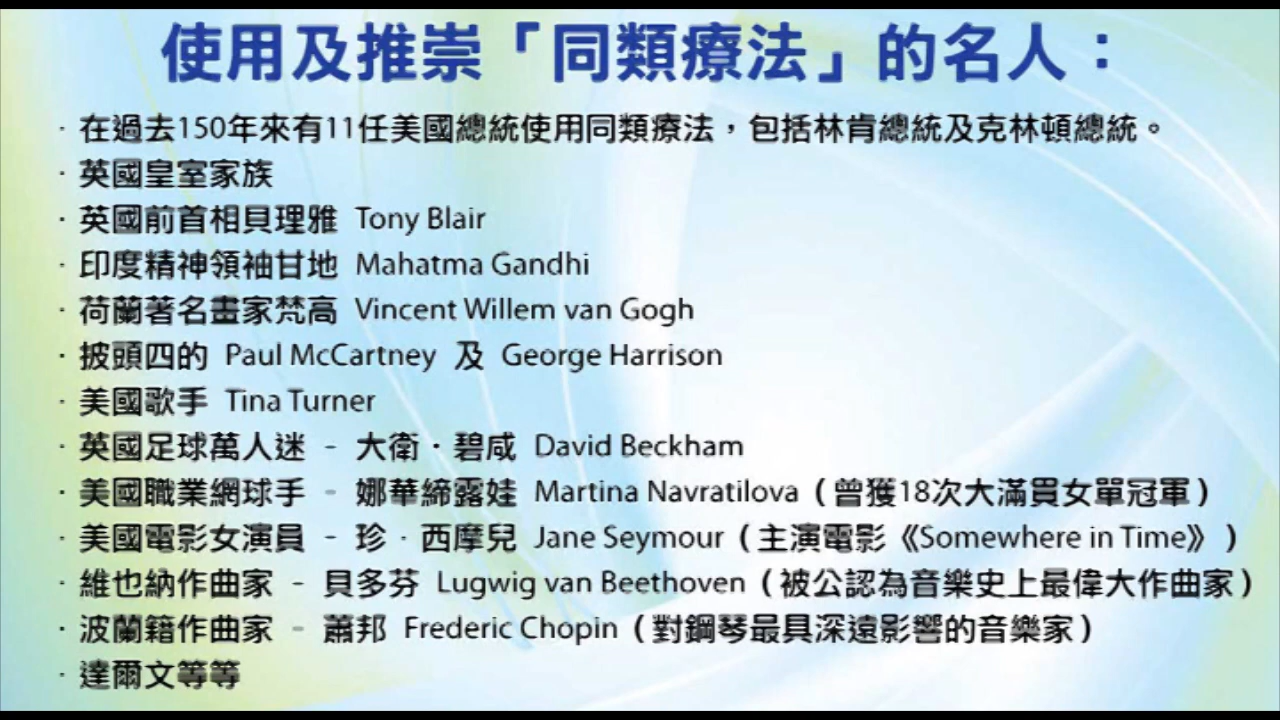 使用及推崇「同類療法」的名人：
· 在過去150年來有11任美國總統使用同類療法，包括林肯總統及克林頓總統。
· 英國皇室家族
· 英國前首相貝理雅 Tony Blair
· 印度精神領袖甘地 Mahatma Gandhi
· 荷蘭著名畫家梵高 Vincent Willem van Gogh
· 披頭四的 Paul McCartney 及 George Harrison
· 美國歌手 Tina Turner
· 英國足球萬人迷 - 大衛·碧咸 David Beckham
· 美國職業網球手 - 娜華締露娃 Martina Navratilova（曾獲18次大滿貫女單冠軍）
· 美國電影女演員 - 珍·西摩兒 Jane Seymour（主演電影《Somewhere in Time》）
· 維也納作曲家 - 貝多芬 Lugwig van Beethoven（被公認為音樂史上最偉大作曲家）
· 波蘭籍作曲家 - 蕭邦 Frederic Chopin（對鋼琴最具深遠影響的音樂家）
· 達爾文等等